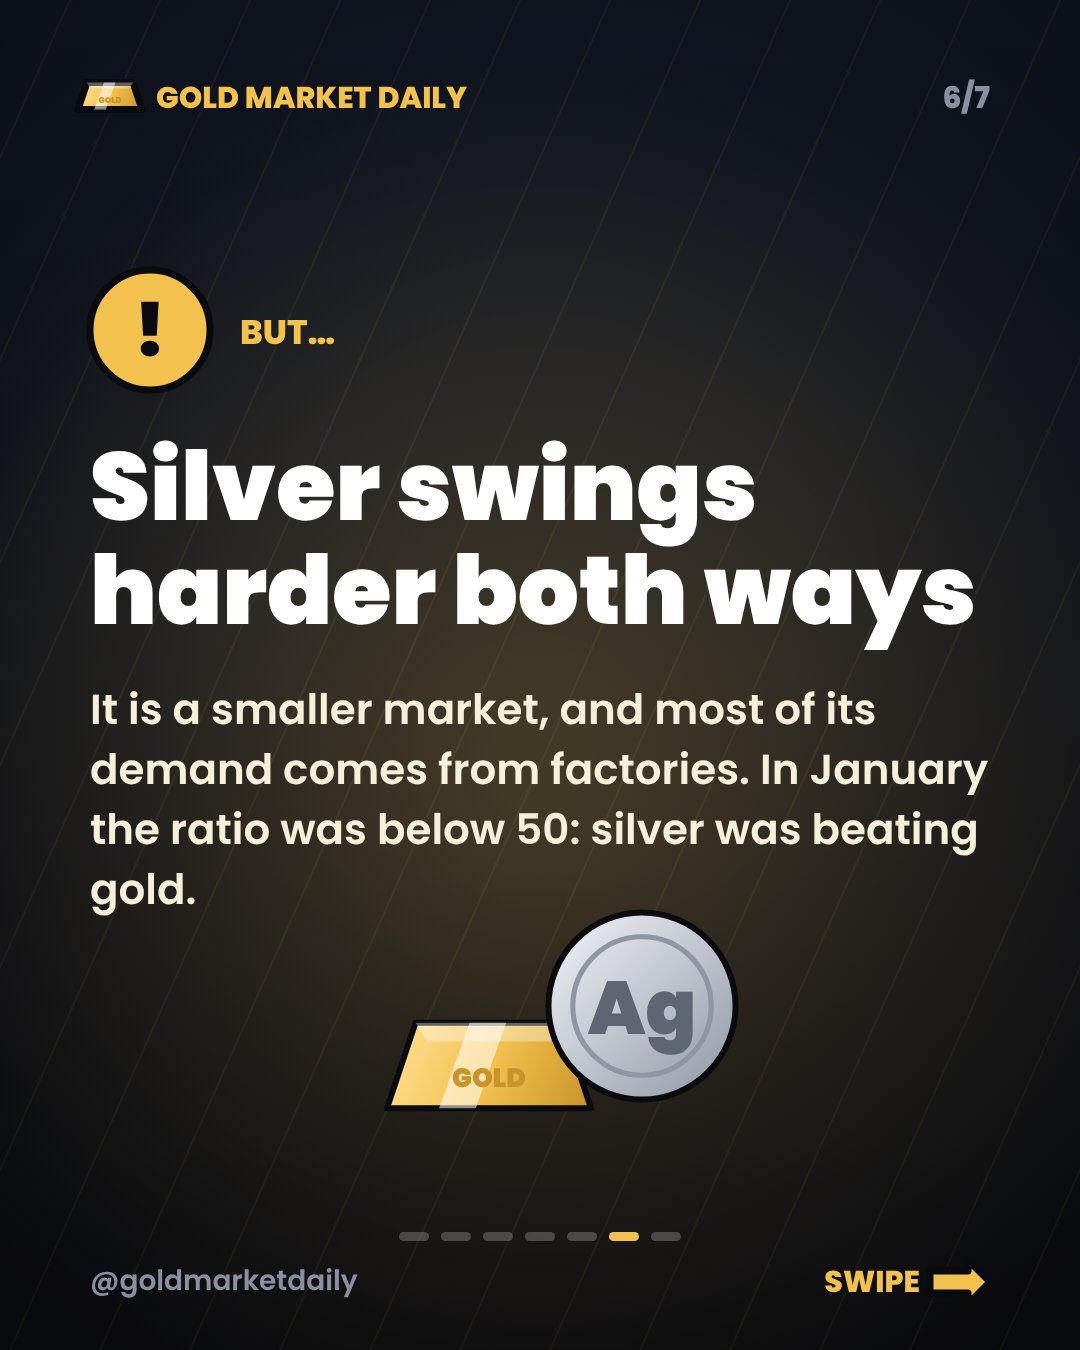 GOLD
GOLD MARKET DAILY
6/7
!
BUT...
Silver swings
harder both ways
It is a smaller market, and most of its
demand comes from factories. In January
the ratio was below 50: silver was beating
gold.
Ag
GOLD
@goldmarketdaily
SWIPE